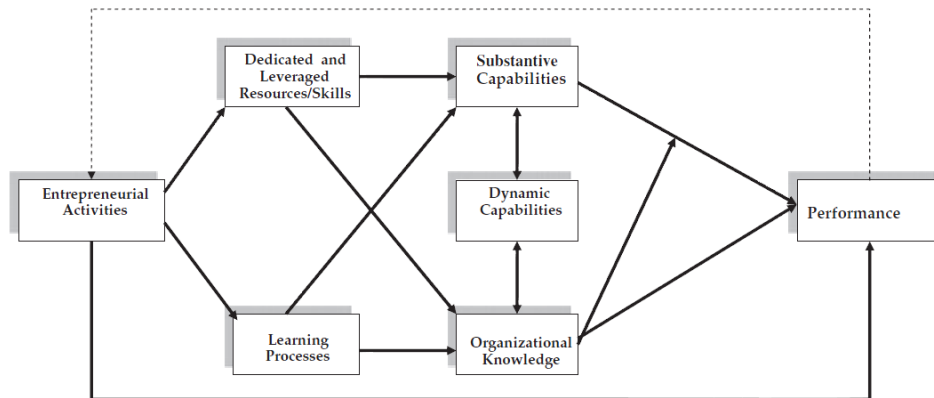 Dedicated and
Leveraged
Resources/Skills
Substantive
Capabilities
Entrepreneurial
Activities
Dynamic
Capabilities
Performance
Learning
Processes
Organizational
Knowledge